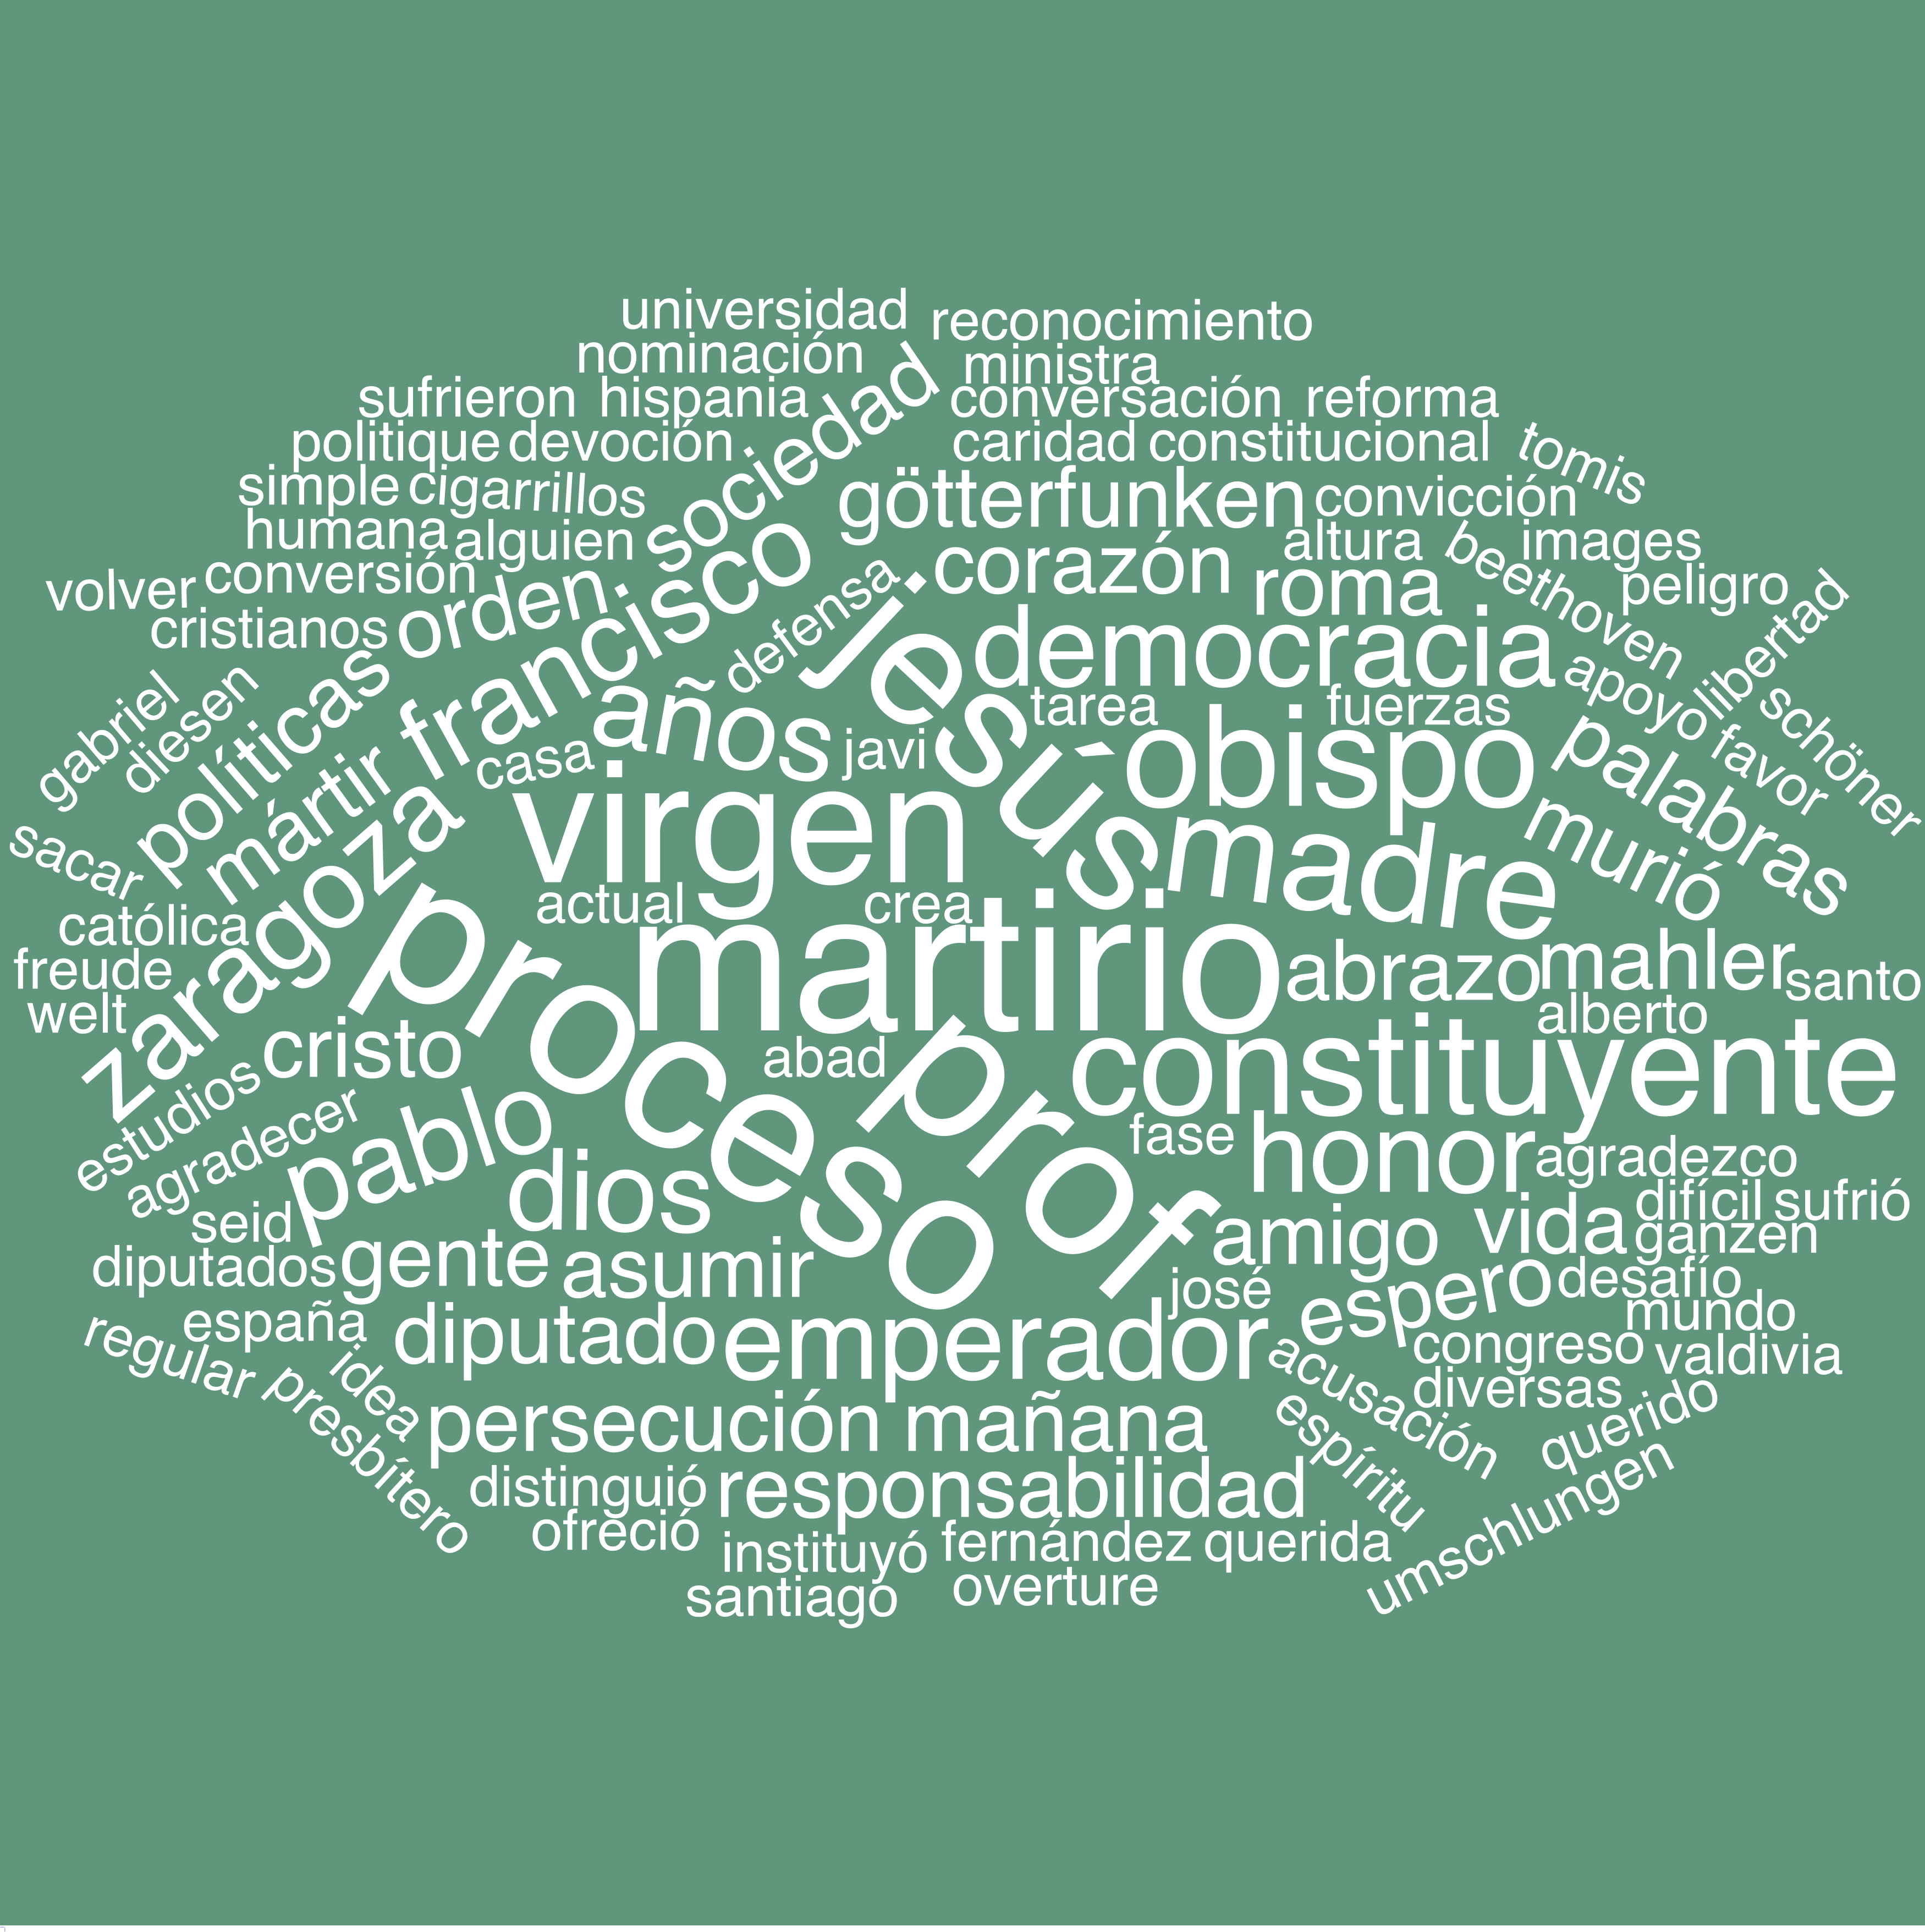 universidad
reconocimiento
nominación
ministra
sufrieron
hispania
sociedad
conversación
reforma
politique
devoción
caridad
constitucional
tomis
simple
cigarrillos
götterfunken
convicción
humana
alguien
francisco
corazón
altura
beethoven
images
volver
conversión
orden
defensa
jesús
roma
peligro
cristianos
democracia
libertad
gabriel
diesen
políticas
mártir
casa
años
javi
tarea
fuerzas
apoyo
schöner
favor
palabras
obispo
sacar
zaragoza
virgen
madre
murió
católica
actual
crea
freude
welt
proceso
martirio
abrazo
mahler
santo
alberto
cristo
abad
prof
constituyente
estudios
agradecer
pablo
fase
honor
agradezco
seid
dios
amigo
vida
difícil
sufrió
ganzen
diputados
gente
asumir
josé
espero
desafío
mundo
españa
regular
idea
presbítero
diputado
emperador
acusación
congreso
valdivia
diversas
persecución
mañana
espíritu
querido
distinguió
responsabilidad
umschlungen
ofreció
instituyó
fernández
querida
santiago
overture